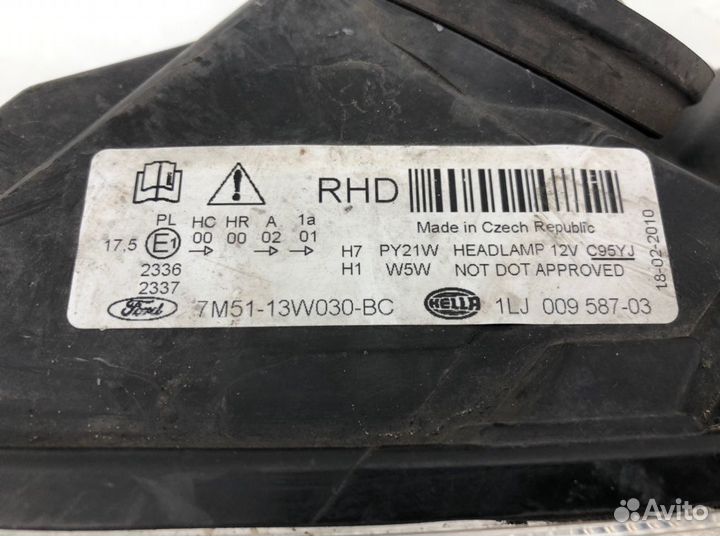 RHD
Made in Czech Republic
PL HC HR A 1a
17,5 E1 00 00 02 01
2336
2337
H7 PY21W HEADLAMP 12V C95YJ
H1 W5W NOT DOT APPROVED
18-02-2010
Ford 7M51-13W030-BC HELLA 1LJ 009 587-03
Avito